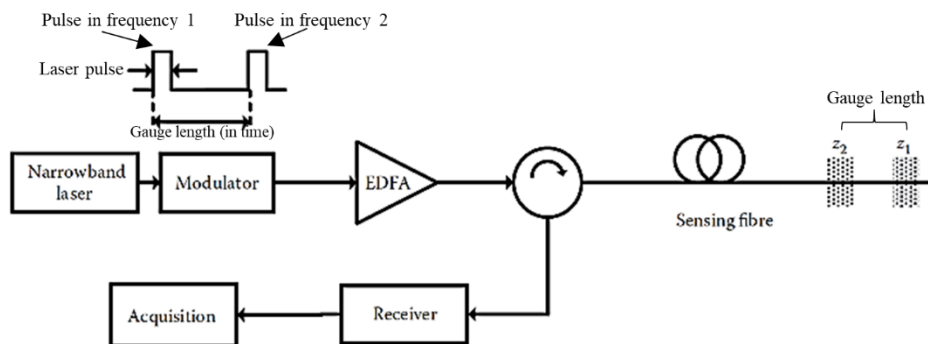 Pulse in frequency 1
Pulse in frequency 2
Laser pulse
Gauge length (in time)
Gauge length
z2
z1
Narrowband
laser
Modulator
EDFA
Sensing fibre
Acquisition
Receiver